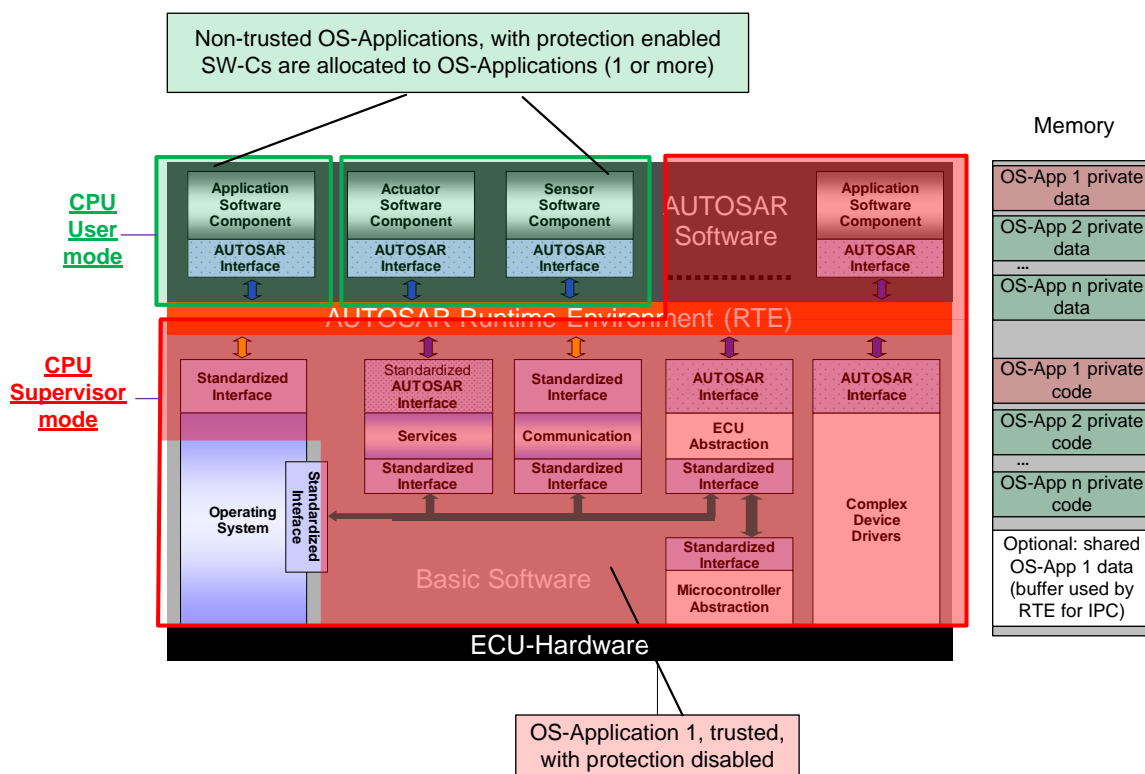 Non-trusted OS-Applications, with protection enabled
SW-Cs are allocated to OS-Applications (1 or more)
Memory
CPU
User
mode
Application
Software
Component
AUTOSAR
Interface
Actuator
Software
Component
AUTOSAR
Interface
Sensor
Software
Component
AUTOSAR
Interface
AUTOSAR
Software
Application
Software
Component
AUTOSAR
Interface
AUTOSAR Runtime Environment (RTE)
CPU
Supervisor
mode
Standardized
Interface
Operating
System
Standardized
Inteface
Standardized
AUTOSAR
Interface
Services
Standardized
Interface
Standardized
Interface
Communication
Standardized
Interface
AUTOSAR
Interface
ECU
Abstraction
Standardized
Interface
Standardized
Interface
Microcontroller
Abstraction
AUTOSAR
Interface
Complex
Device
Drivers
Basic Software
ECU-Hardware
OS-Application 1, trusted,
with protection disabled
OS-App 1 private
data
OS-App 2 private
data
...
OS-App n private
data
OS-App 1 private
code
OS-App 2 private
code
...
OS-App n private
code
Optional: shared
OS-App 1 data
(buffer used by
RTE for IPC)